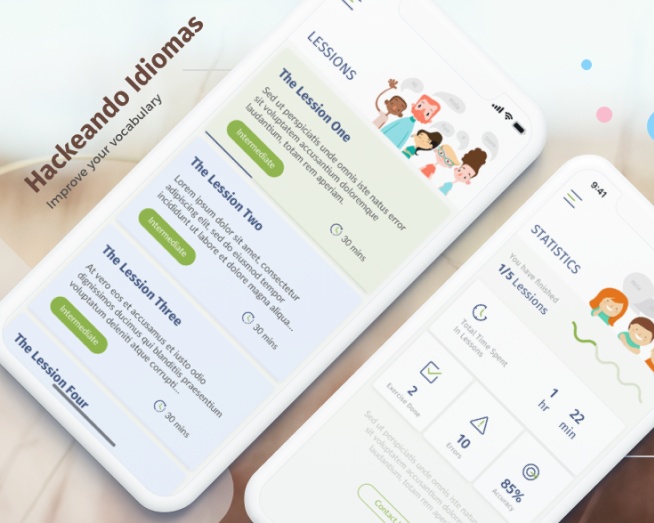 Hackeando Idiomas
Improve your vocabulary
LESSIONS
The Lession One
Sed ut perspiciatis unde omnis iste natus error
sit voluptatem accusantium doloremque
laudantium, totam rem aperiam.
Intermediate
30 mins
The Lession Two
Lorem ipsum dolor sit amet, consectetur
adipiscing elit, sed do eiusmod tempor
incididunt ut labore et dolore magna aliqua...
Intermediate
30 mins
The Lession Three
At vero eos et accusamus et iusto odio
dignissimos ducimus qui blanditiis praesentium
voluptatum deleniti atque corrupti...
Intermediate
30 mins
The Lession Four
9:41
STATISTICS
You have finished
1/5 Lessions
Total Time Spent
in Lessions
1
hr
22
min
2
Exercise Done
10
Errors
85%
Accuracy
Sed ut perspiciatis unde omnis iste natus
sit voluptatem accusantium doloremque
laudantium, totam rem